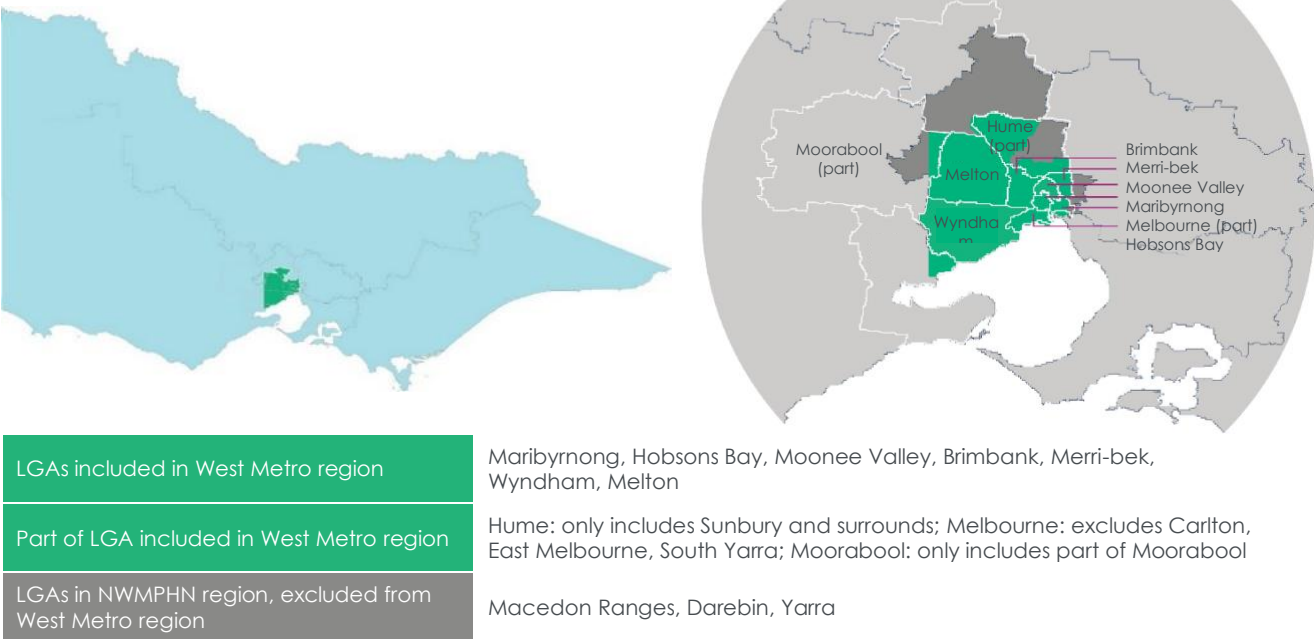 Hume
(part)
Moorabool
(part)
Melton
Wyndha
m
Brimbank
Merri-bek
Moonee Valley
Maribyrnong
Melbourne (part)
Hobsons Bay
LGAs included in West Metro region
Maribyrnong, Hobsons Bay, Moonee Valley, Brimbank, Merri-bek,
Wyndham, Melton
Part of LGA included in West Metro region
Hume: only includes Sunbury and surrounds; Melbourne: excludes Carlton,
East Melbourne, South Yarra; Moorabool: only includes part of Moorabool
LGAs in NWMPHN region, excluded from
West Metro region
Macedon Ranges, Darebin, Yarra